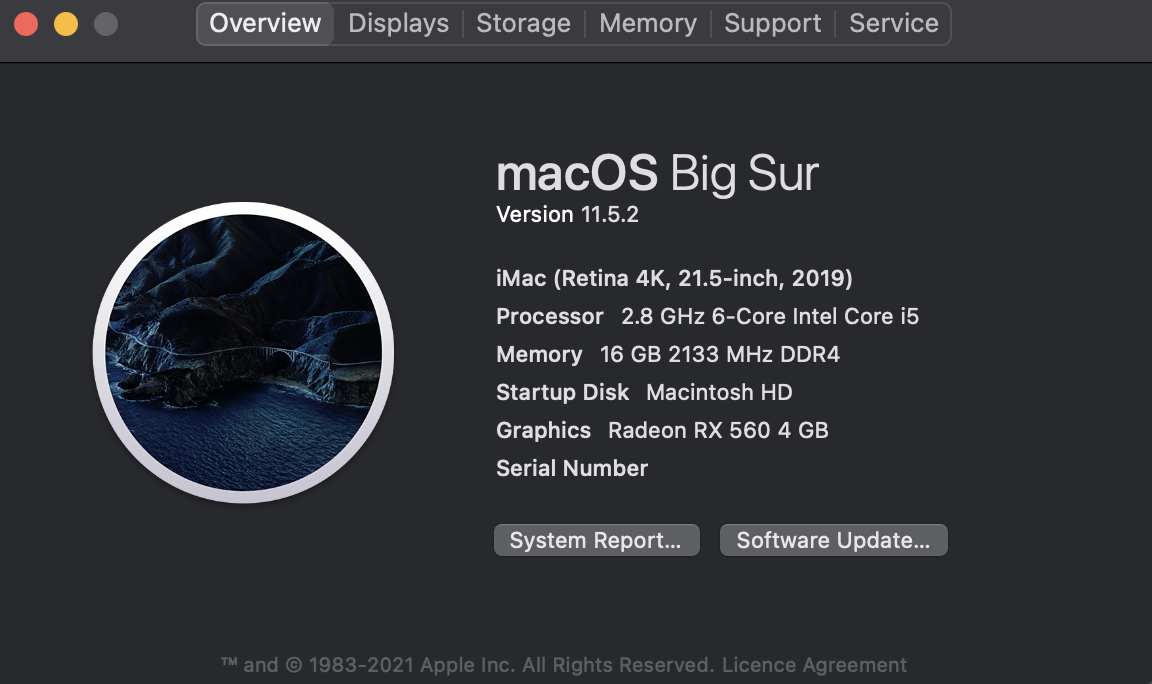 Overview Displays Storage Memory Support Service
macOS Big Sur
Version 11.5.2
iMac (Retina 4K, 21.5-inch, 2019)
Processor 2.8 GHz 6-Core Intel Core i5
Memory 16 GB 2133 MHz DDR4
Startup Disk Macintosh HD
Graphics Radeon RX 560 4 GB
Serial Number
System Report... Software Update...
™ and © 1983-2021 Apple Inc. All Rights Reserved. Licence Agreement